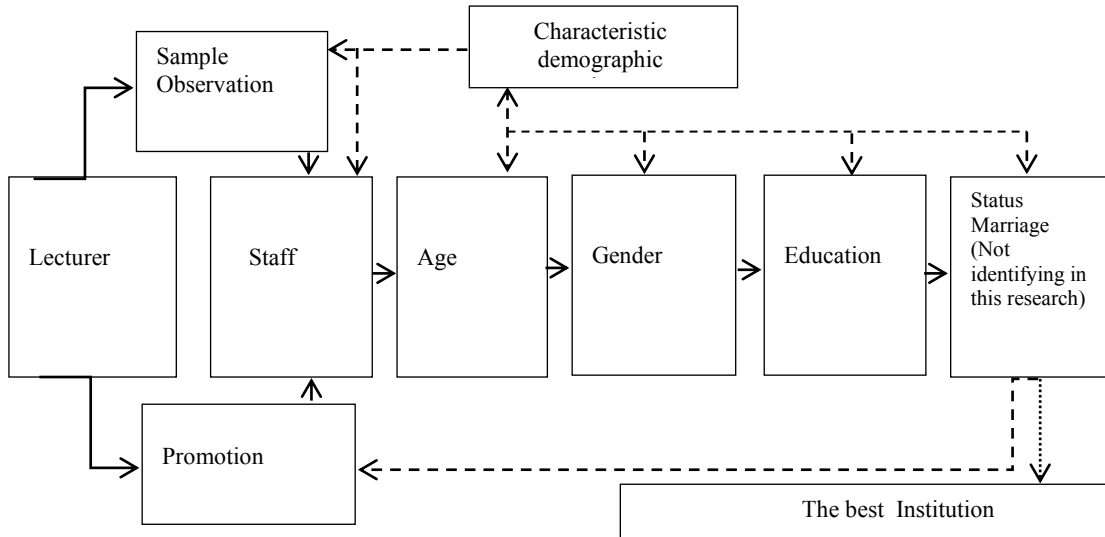 Characteristic
demographic
Sample
Observation
Lecturer
Staff
Age
Gender
Education
Status
Marriage
(Not
identifying in
this research)
Promotion
The best Institution